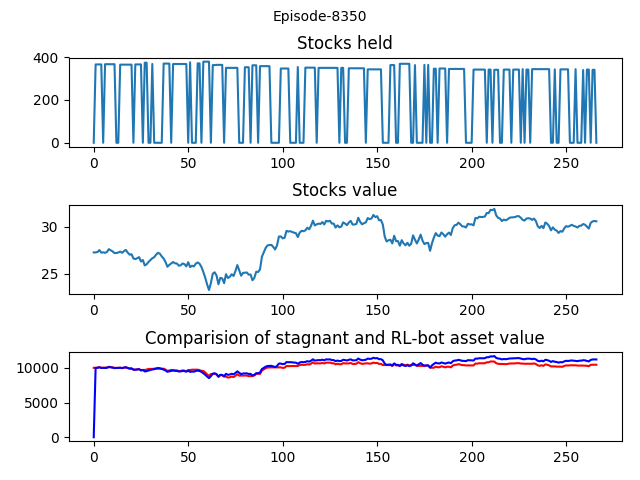 Episode-8350
Stocks held
400
200
0
0 50 100 150 200 250
Stocks value
30
25
0 50 100 150 200 250
Comparision of stagnant and RL-bot asset value
10000
5000
0
0 50 100 150 200 250